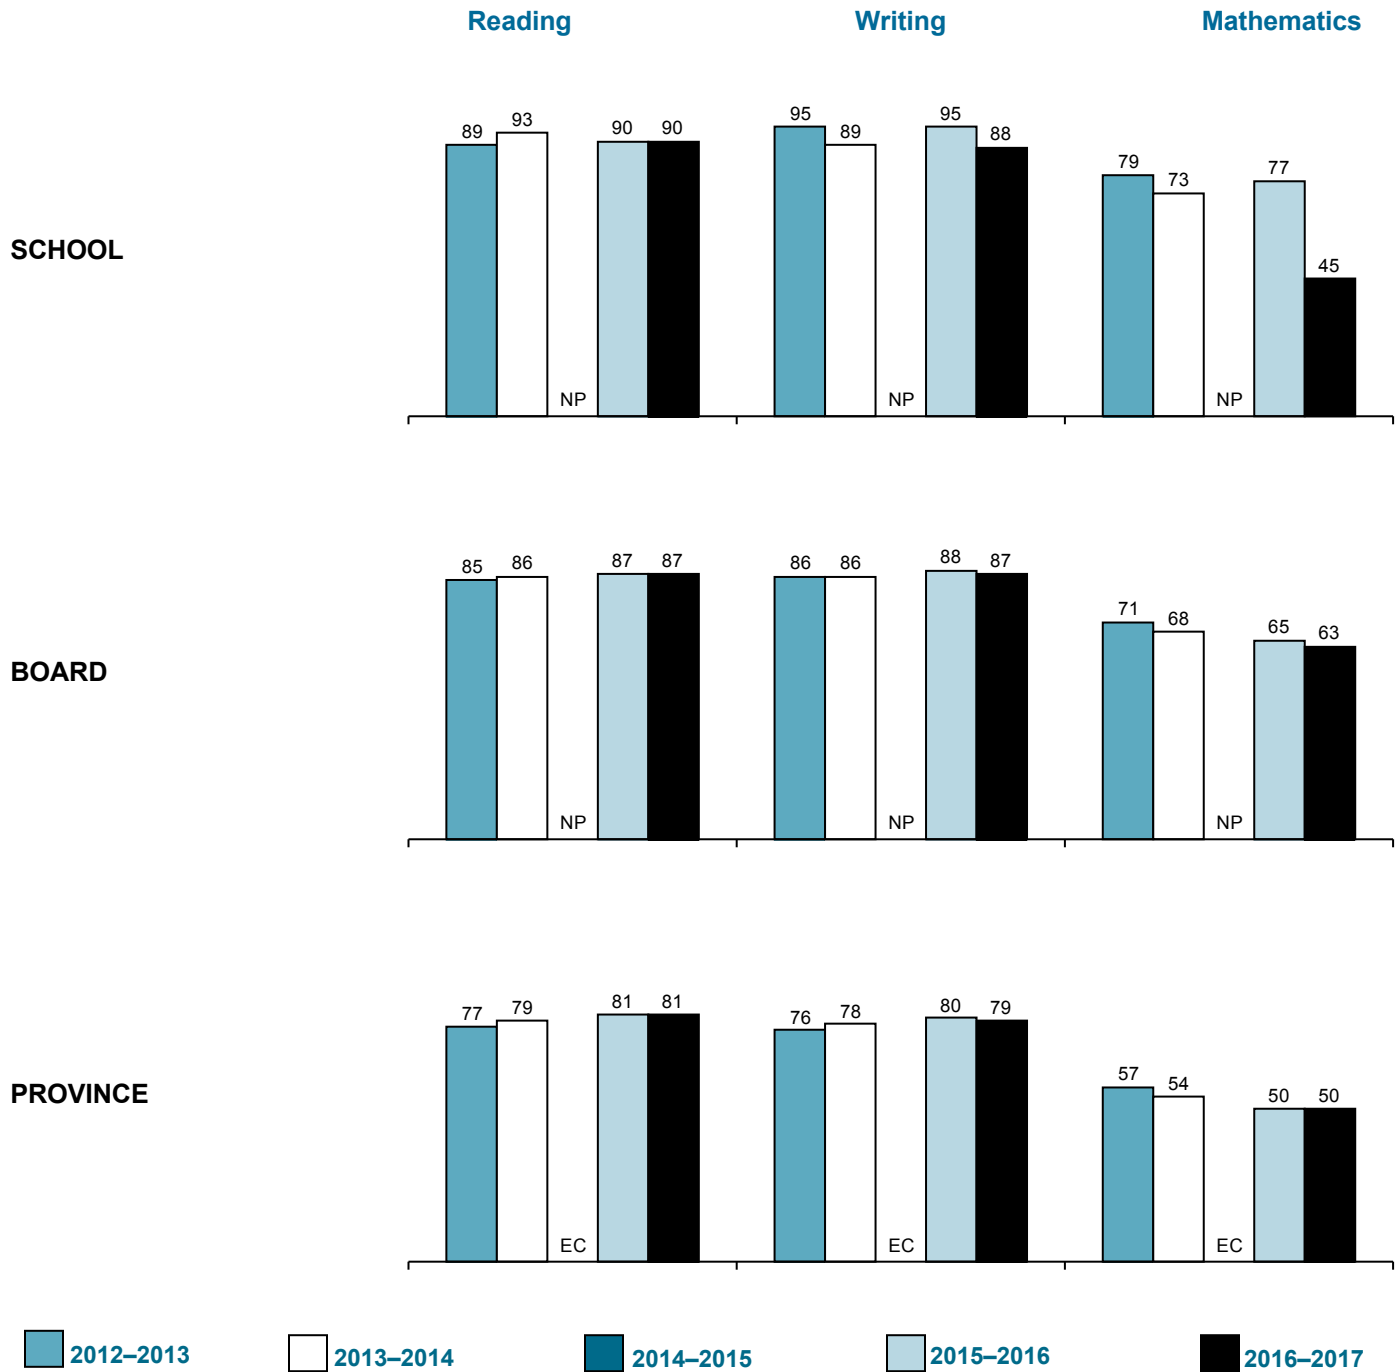 Reading Writing Mathematics
SCHOOL
89 93 NP 90 90 95 89 NP 95 88 79 73 NP 77 45
BOARD
85 86 NP 87 87 86 86 NP 88 87 71 68 NP 65 63
PROVINCE
77 79 EC 81 81 76 78 EC 80 79 57 54 EC 50 50
2012–2013 2013–2014 2014–2015 2015–2016 2016–2017